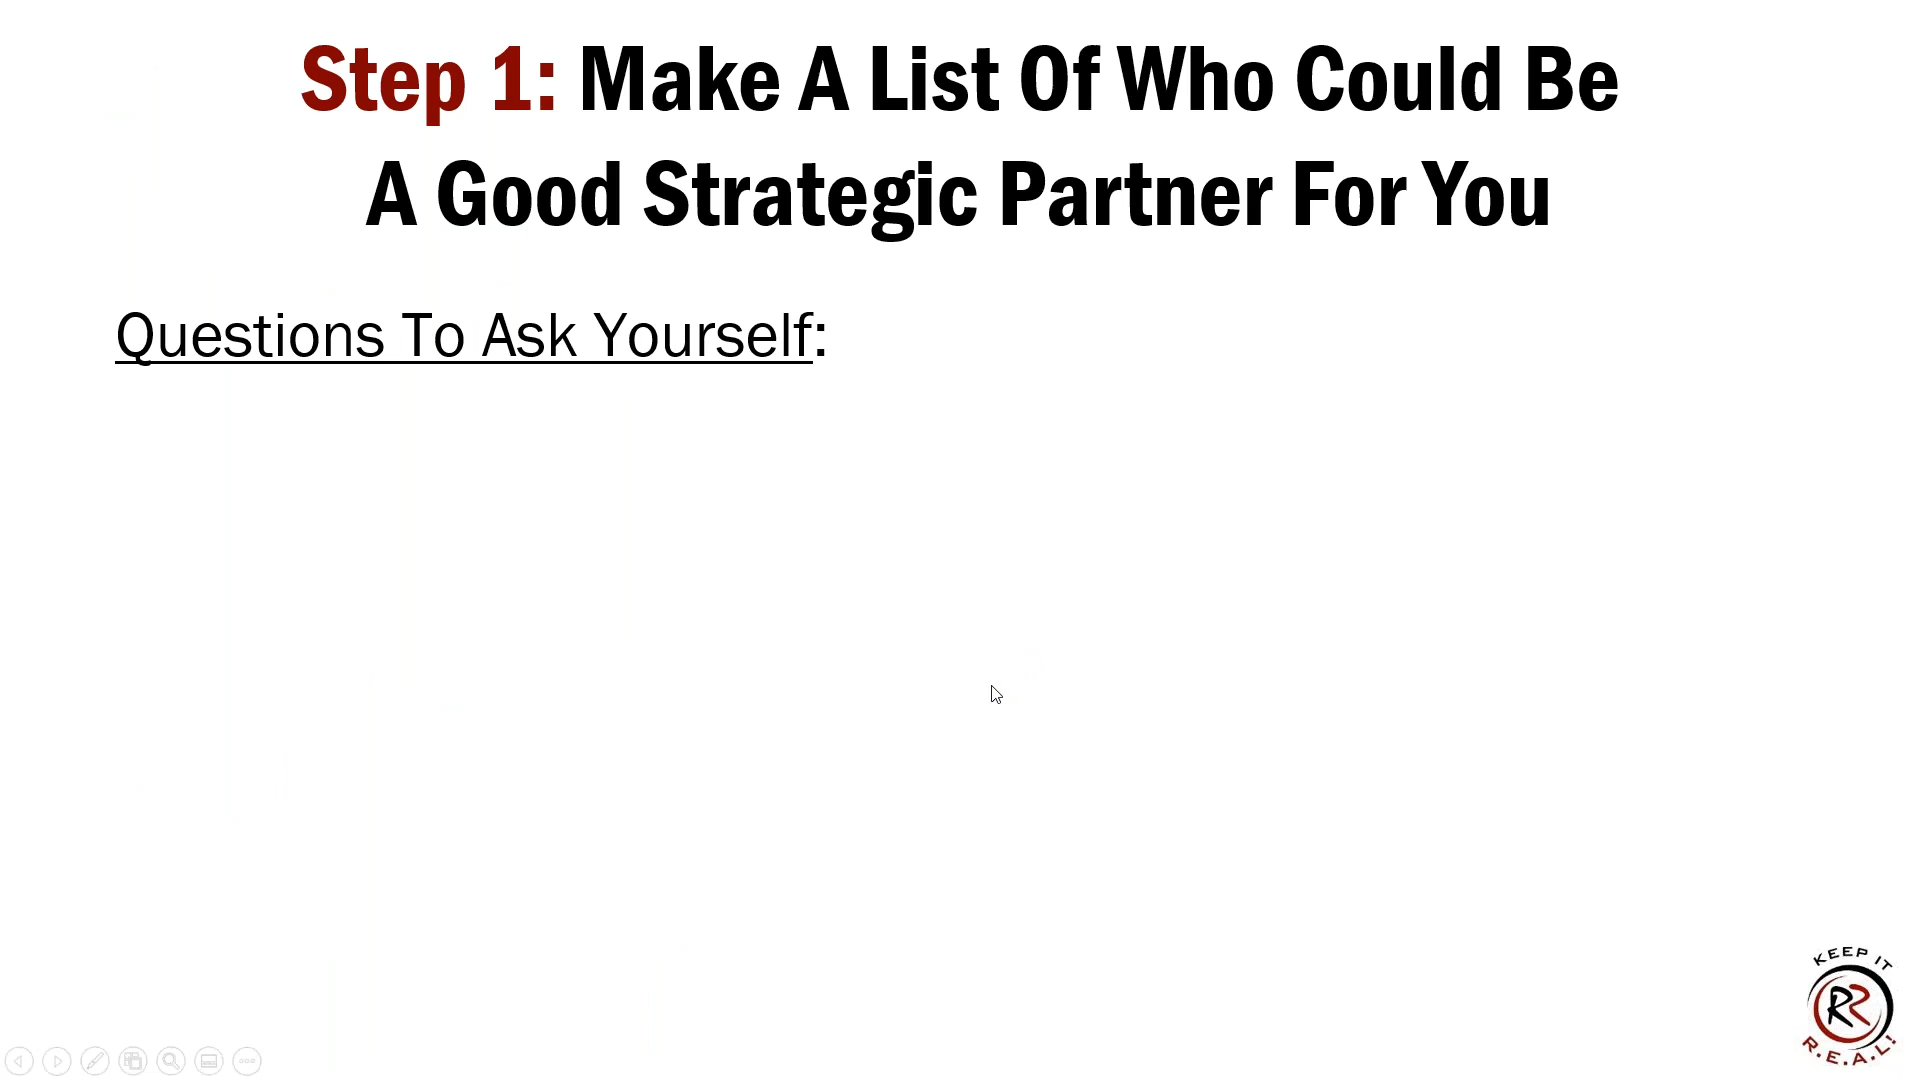 Step 1: Make A List Of Who Could Be
A Good Strategic Partner For You
Questions To Ask Yourself:
KEEP IT
RR
R.E.A.L!